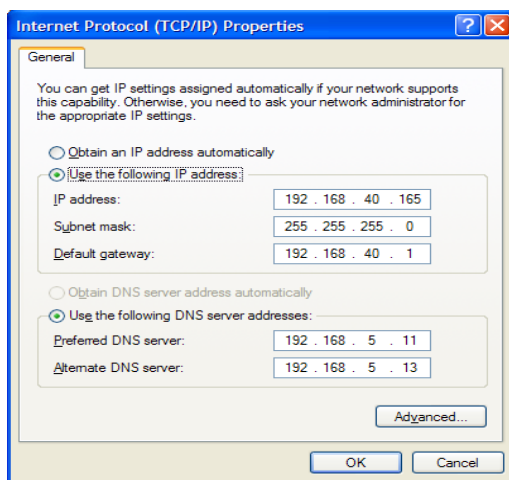 Internet Protocol (TCP/IP) Properties
General
You can get IP settings assigned automatically if your network supports
this capability. Otherwise, you need to ask your network administrator for
the appropriate IP settings.
Obtain an IP address automatically
Use the following IP address:
IP address: 192 . 168 . 40 . 165
Subnet mask: 255 . 255 . 255 . 0
Default gateway: 192 . 168 . 40 . 1
Obtain DNS server address automatically
Use the following DNS server addresses:
Preferred DNS server: 192 . 168 . 5 . 11
Alternate DNS server: 192 . 168 . 5 . 13
Advanced...
OK Cancel